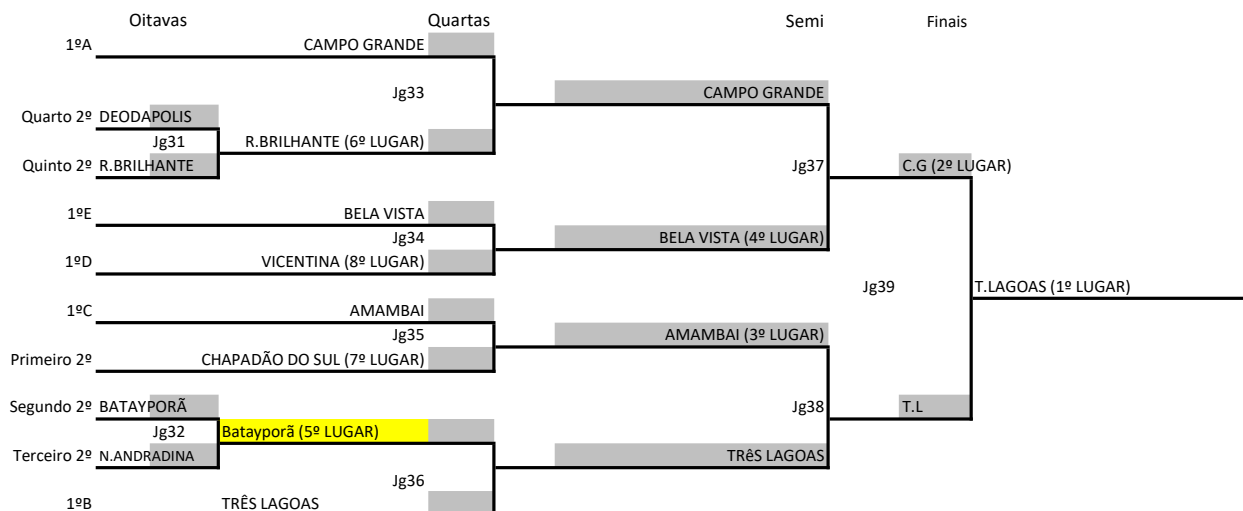 Oitavas Quartas Semi Finais
1ºA CAMPO GRANDE
Jg33 CAMPO GRANDE
Quarto 2º DEODAPOLIS
Jg31 R.BRILHANTE (6º LUGAR)
Quinto 2º R.BRILHANTE Jg37 C.G (2º LUGAR)
1ºE BELA VISTA
Jg34 BELA VISTA (4º LUGAR)
1ºD VICENTINA (8º LUGAR)
Jg39 T.LAGOAS (1º LUGAR)
1ºC AMAMBAI
Jg35 AMAMBAI (3º LUGAR)
Primeiro 2º CHAPADÃO DO SUL (7º LUGAR)
Segundo 2º BATAYPORÃ Jg38 T.L
Jg32 Batayporã (5º LUGAR)
Terceiro 2º N.ANDRADINA TRêS LAGOAS
Jg36
1ºB TRÊS LAGOAS